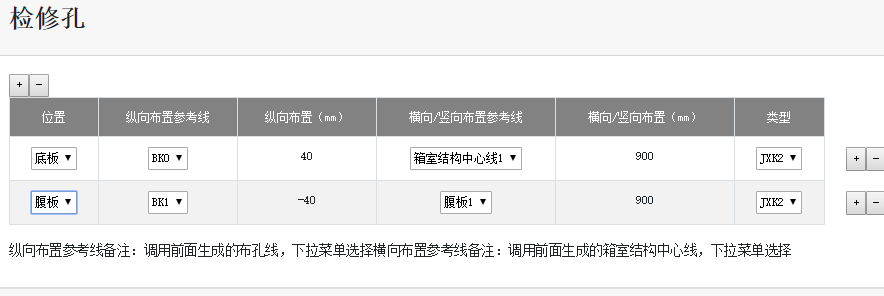 检修孔
+ −
位置 纵向布置参考线 纵向布置（mm） 横向/竖向布置参考线 横向/竖向布置（mm） 类型
底板 ▼ BK0 ▼ 40 箱室结构中心线1 ▼ 900 JXK2 ▼ + −
腹板 ▼ BK1 ▼ -40 腹板1 ▼ 900 JXK2 ▼ + −
纵向布置参考线备注：调用前面生成的布孔线，下拉菜单选择横向布置参考线备注：调用前面生成的箱室结构中心线，下拉菜单选择